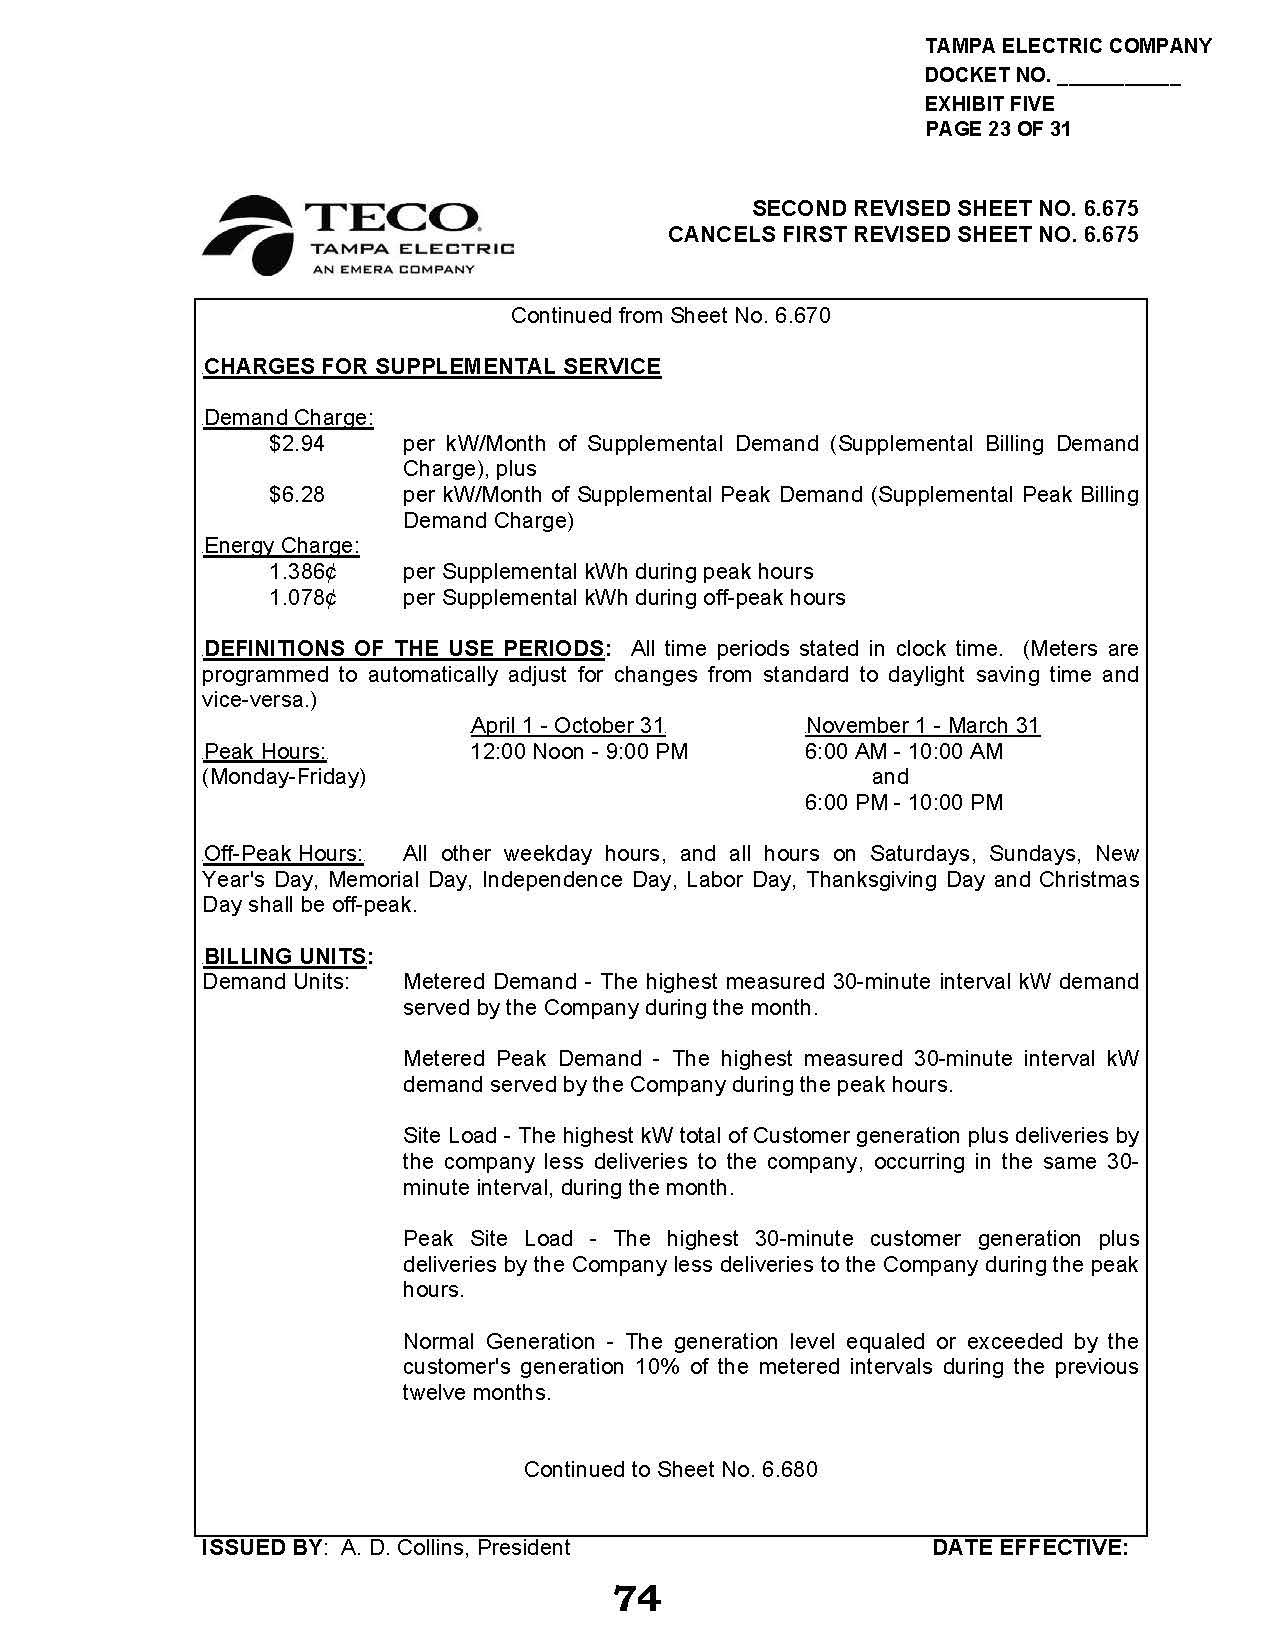 TAMPA ELECTRIC COMPANY
DOCKET NO. ___________
EXHIBIT FIVE
PAGE 23 OF 31
TECO.
TAMPA ELECTRIC
AN EMERA COMPANY
SECOND REVISED SHEET NO. 6.675
CANCELS FIRST REVISED SHEET NO. 6.675
Continued from Sheet No. 6.670
CHARGES FOR SUPPLEMENTAL SERVICE
Demand Charge:
$2.94 per kW/Month of Supplemental Demand (Supplemental Billing Demand
Charge), plus
$6.28 per kW/Month of Supplemental Peak Demand (Supplemental Peak Billing
Demand Charge)
Energy Charge:
1.386¢ per Supplemental kWh during peak hours
1.078¢ per Supplemental kWh during off-peak hours
DEFINITIONS OF THE USE PERIODS: All time periods stated in clock time. (Meters are
programmed to automatically adjust for changes from standard to daylight saving time and
vice-versa.)
April 1 - October 31 November 1 - March 31
Peak Hours: 12:00 Noon - 9:00 PM 6:00 AM - 10:00 AM
(Monday-Friday) and
6:00 PM - 10:00 PM
Off-Peak Hours: All other weekday hours, and all hours on Saturdays, Sundays, New
Year's Day, Memorial Day, Independence Day, Labor Day, Thanksgiving Day and Christmas
Day shall be off-peak.
BILLING UNITS:
Demand Units: Metered Demand - The highest measured 30-minute interval kW demand
served by the Company during the month.
Metered Peak Demand - The highest measured 30-minute interval kW
demand served by the Company during the peak hours.
Site Load - The highest kW total of Customer generation plus deliveries by
the company less deliveries to the company, occurring in the same 30-
minute interval, during the month.
Peak Site Load - The highest 30-minute customer generation plus
deliveries by the Company less deliveries to the Company during the peak
hours.
Normal Generation - The generation level equaled or exceeded by the
customer's generation 10% of the metered intervals during the previous
twelve months.
Continued to Sheet No. 6.680
ISSUED BY: A. D. Collins, President DATE EFFECTIVE:
74